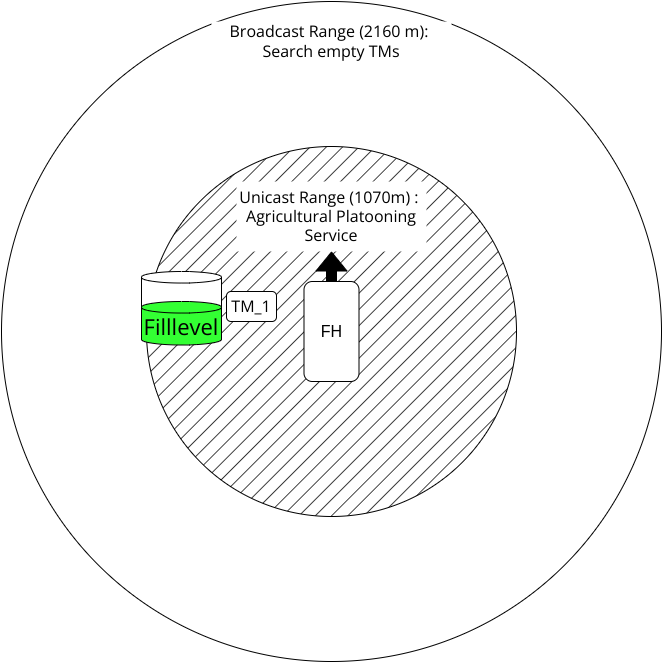 Broadcast Range (2160 m):
Search empty TMs
Unicast Range (1070m) :
Agricultural Platooning
Service
TM_1
Filllevel
FH